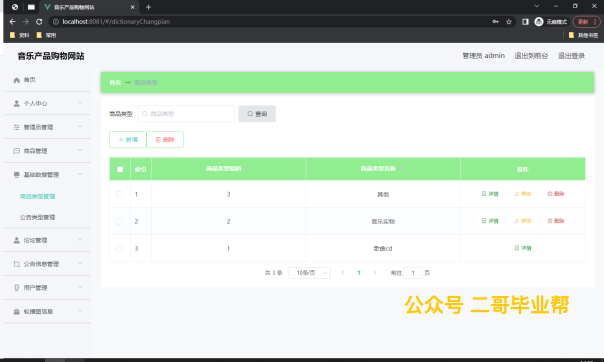 音乐产品购物网站
localhost:8081/#/dictionaryChangpian
无痕模式
更新
资料
常用
其他书签
音乐产品购物网站
管理员 admin
退出到前台
退出登录
首页
个人中心
管理员管理
商品管理
基础数据管理
商品类型管理
公告类型管理
论坛管理
公告信息管理
用户管理
轮播图信息
首页 → 商品类型
商品类型 商品类型 查询
+ 新增 删除
索引 商品类型编码 商品类型名称 操作
1 3 其他 详情 修改 删除
2 2 音乐实物 详情 修改 删除
3 1 歌曲cd 详情
共 3 条 10条/页 < 1 > 前往 1 页
公众号 二哥毕业帮